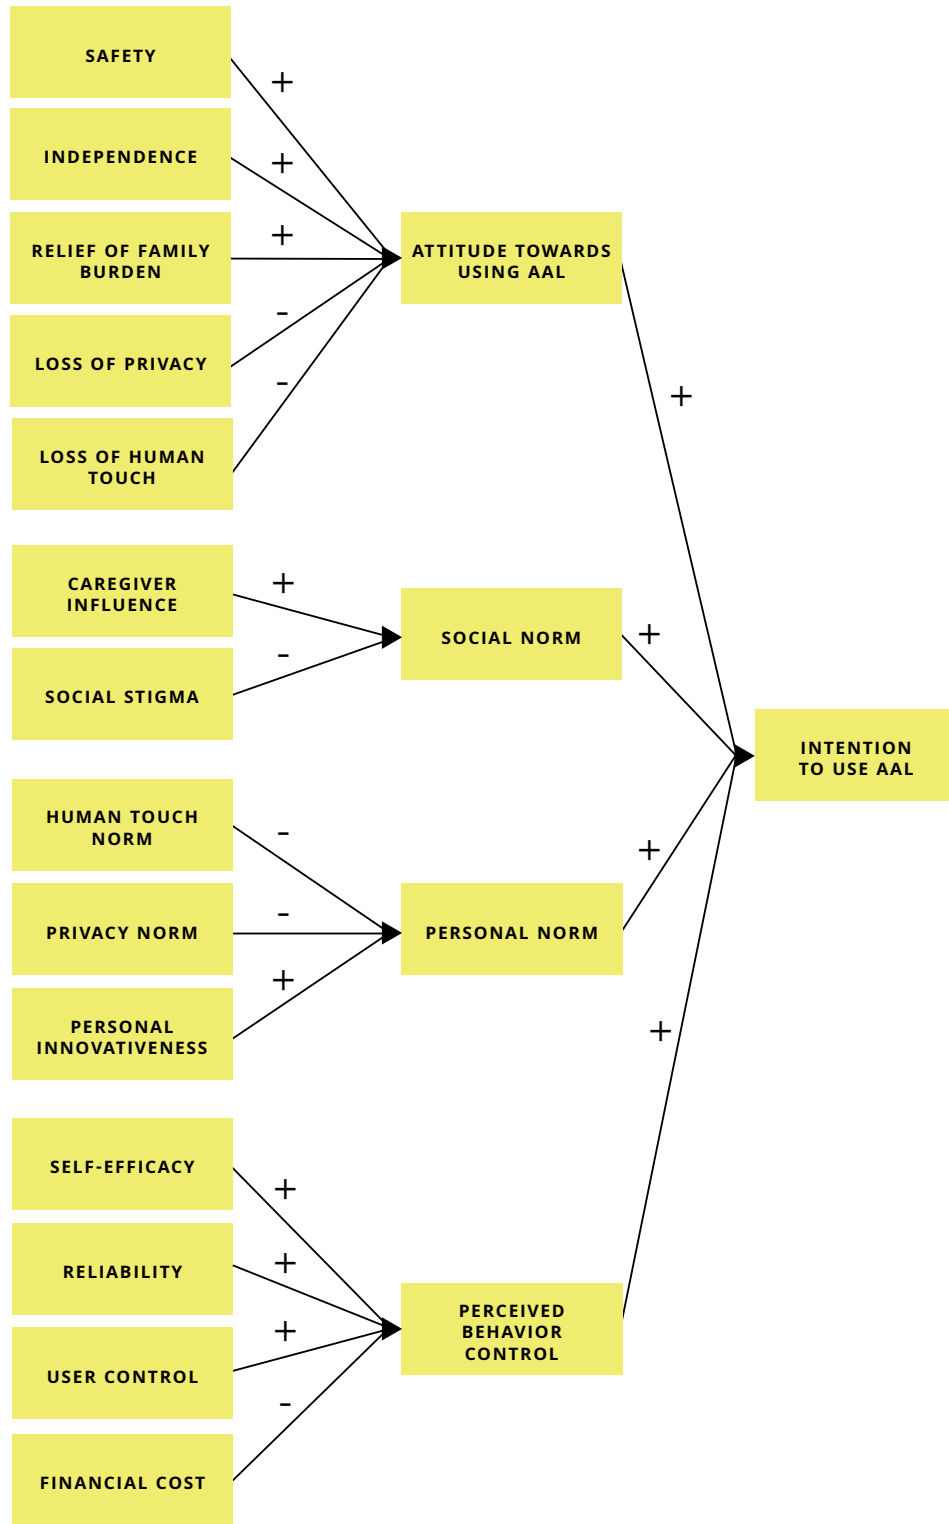 SAFETY
+
INDEPENDENCE
+
RELIEF OF FAMILY
BURDEN
+
LOSS OF PRIVACY
-
LOSS OF HUMAN
TOUCH
-
ATTITUDE TOWARDS
USING AAL
+
CAREGIVER
INFLUENCE
+
SOCIAL STIGMA
-
SOCIAL NORM
+
HUMAN TOUCH
NORM
-
PRIVACY NORM
-
PERSONAL
INNOVATIVENESS
+
PERSONAL NORM
+
SELF-EFFICACY
+
RELIABILITY
+
USER CONTROL
+
FINANCIAL COST
-
PERCEIVED
BEHAVIOR
CONTROL
+
INTENTION
TO USE AAL